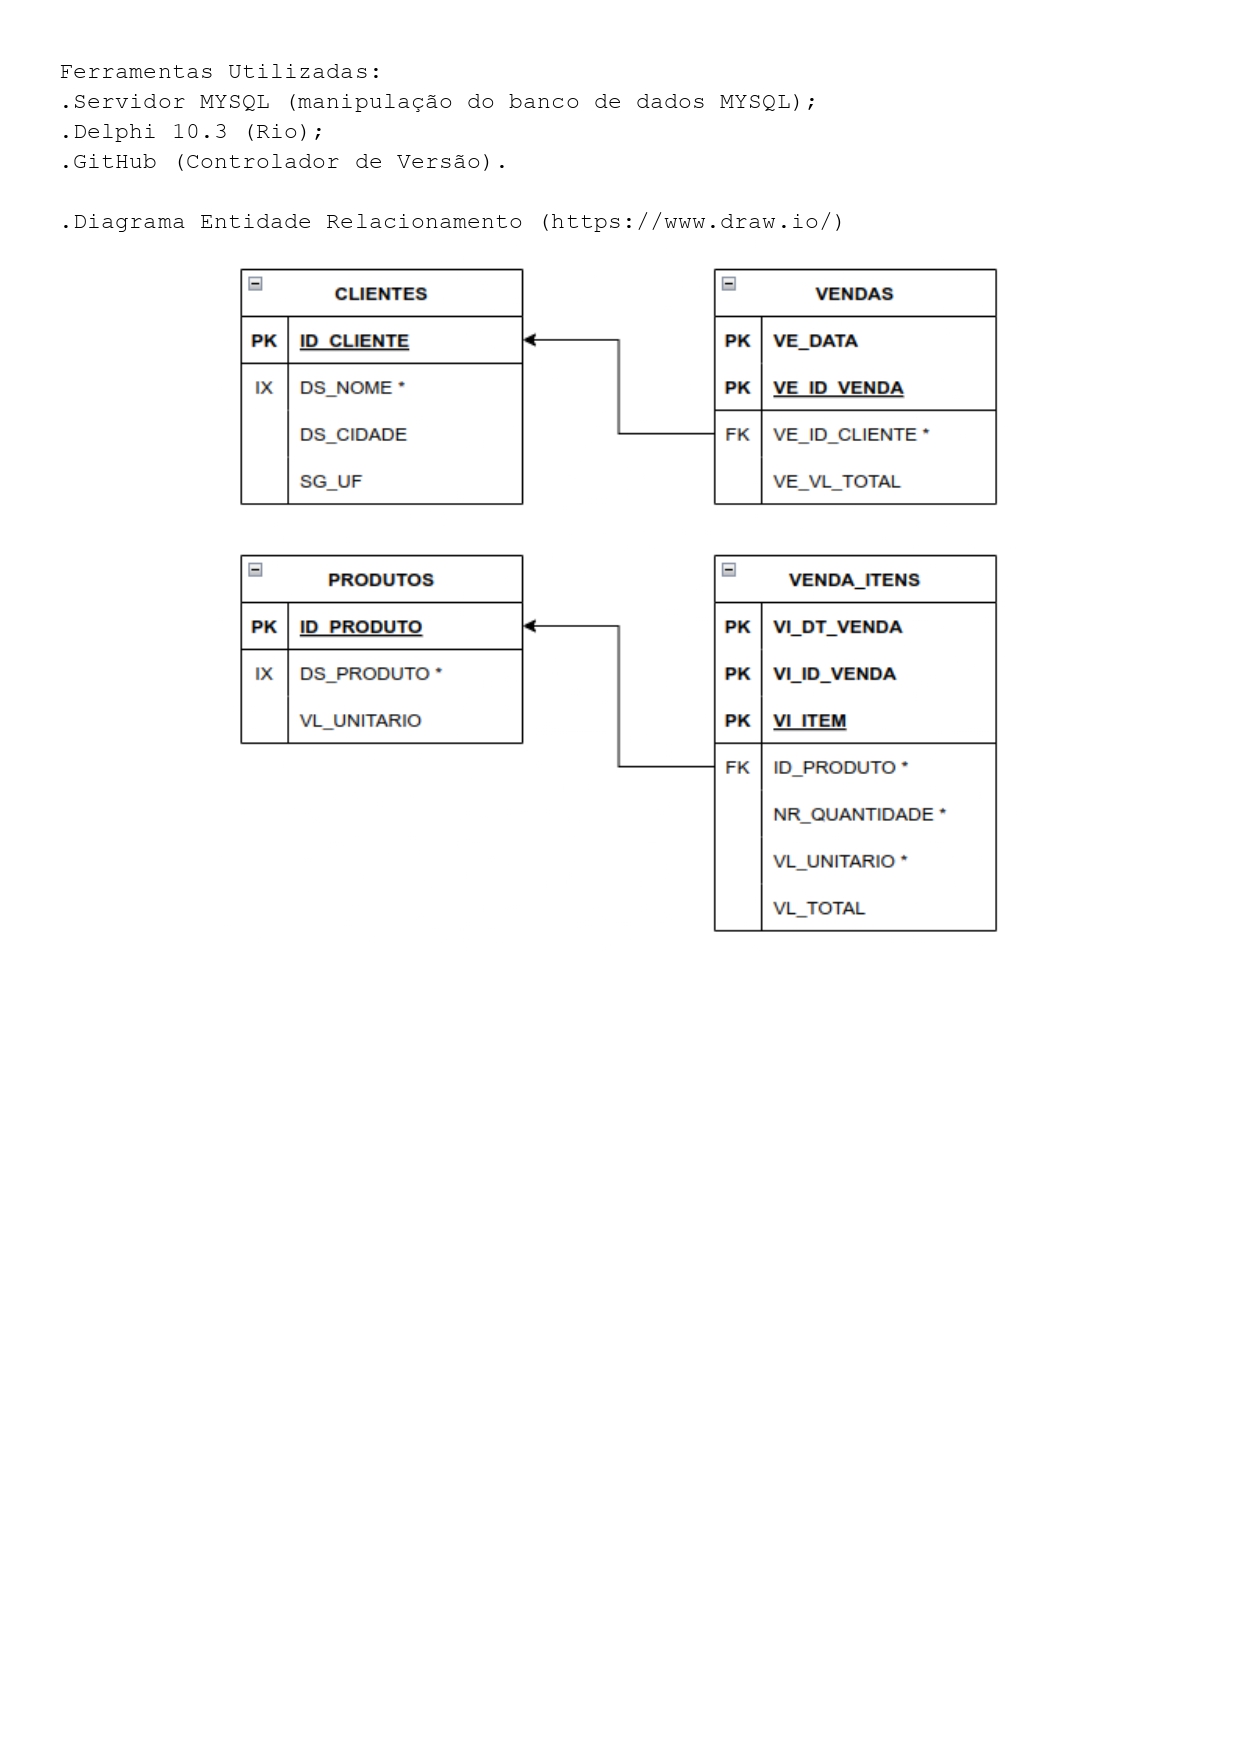 Ferramentas Utilizadas:
.Servidor MYSQL (manipulação do banco de dados MYSQL);
.Delphi 10.3 (Rio);
.GitHub (Controlador de Versão).
.Diagrama Entidade Relacionamento (https://www.draw.io/)
CLIENTES
PK ID_CLIENTE
IX DS_NOME *
DS_CIDADE
SG_UF
VENDAS
PK VE_DATA
PK VE_ID_VENDA
FK VE_ID_CLIENTE *
VE_VL_TOTAL
PRODUTOS
PK ID_PRODUTO
IX DS_PRODUTO *
VL_UNITARIO
VENDA_ITENS
PK VI_DT_VENDA
PK VI_ID_VENDA
PK VI_ITEM
FK ID_PRODUTO *
NR_QUANTIDADE *
VL_UNITARIO *
VL_TOTAL